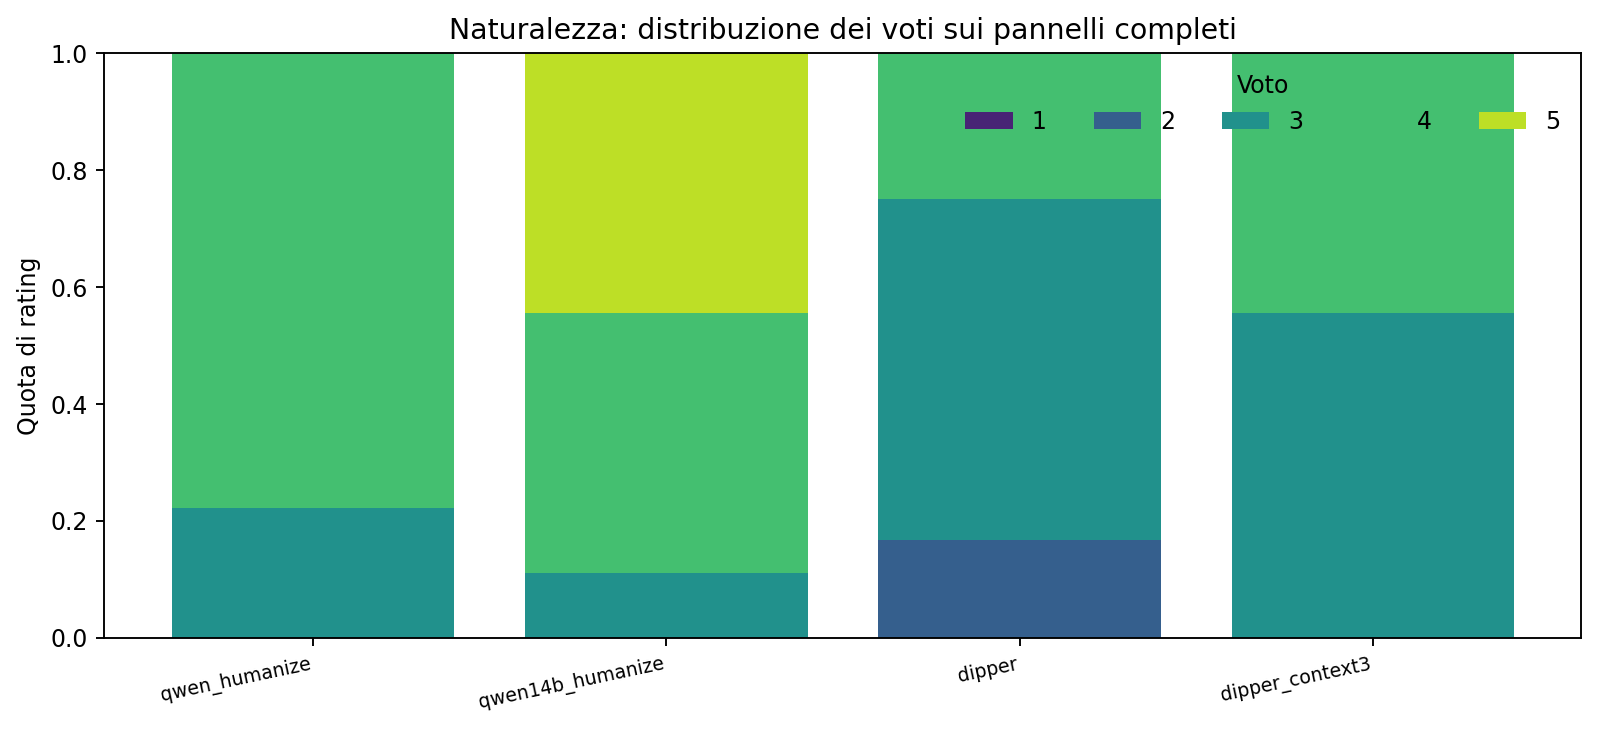 Naturalezza: distribuzione dei voti sui pannelli completi
Voto
1 2 3 4 5
Quota di rating
1.0
0.8
0.6
0.4
0.2
0.0
qwen_humanize
qwen14b_humanize
dipper
dipper_context3